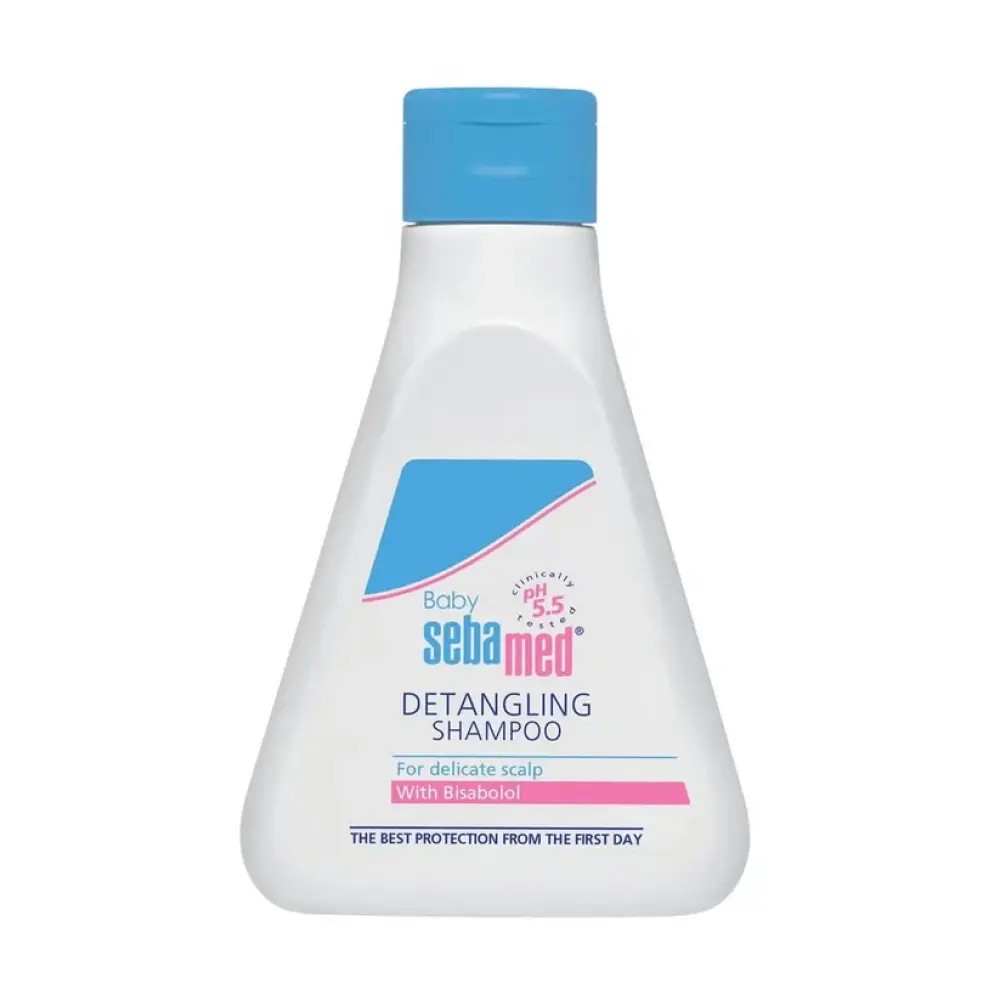 clinically
pH
5.5
tested
Baby
sebamed®
DETANGLING
SHAMPOO
For delicate scalp
With Bisabolol
THE BEST PROTECTION FROM THE FIRST DAY